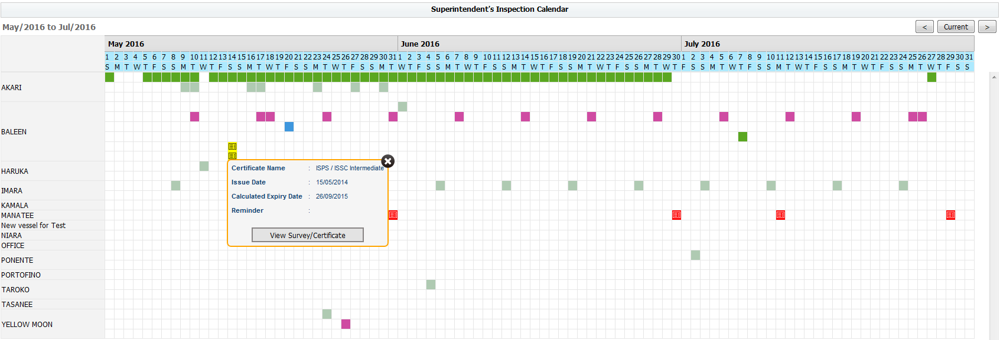 Superintendent's Inspection Calendar
May/2016 to Jul/2016 < Current >
May 2016 June 2016 July 2016
1 2 3 4 5 6 7 8 9 10 11 12 13 14 15 16 17 18 19 20 21 22 23 24 25 26 27 28 29 30 31 1 2 3 4 5 6 7 8 9 10 11 12 13 14 15 16 17 18 19 20 21 22 23 24 25 26 27 28 29 30 1 2 3 4 5 6 7 8 9 10 11 12 13 14 15 16 17 18 19 20 21 22 23 24 25 26 27 28 29 30 31
S M T W T F S S M T W T F S S M T W T F S S M T W T F S S M T W T F S S M T W T F S S M T W T F S S M T W T F S S M T W T F S S M T W T F S S M T W T F S S M T W T F S S M T W T F S S
AKARI
BALEEN
HARUKA
IMARA
KAMALA
MANATEE
New vessel for Test
NIARA
OFFICE
PONENTE
PORTOFINO
TAROKO
TASANEE
YELLOW MOON
Certificate Name : ISPS / ISSC Intermediate
Issue Date : 15/05/2014
Calculated Expiry Date : 26/09/2015
Reminder :
View Survey/Certificate